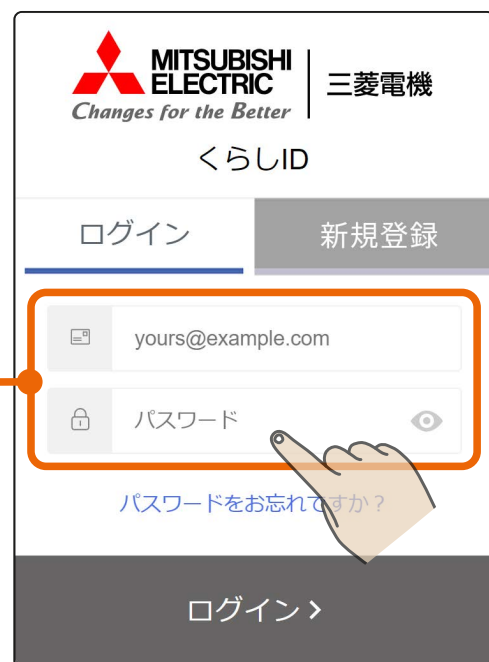 MITSUBISHI
ELECTRIC
Changes for the Better
三菱電機
くらしID
ログイン
新規登録
yours@example.com
パスワード
パスワードをお忘れですか？
ログイン >